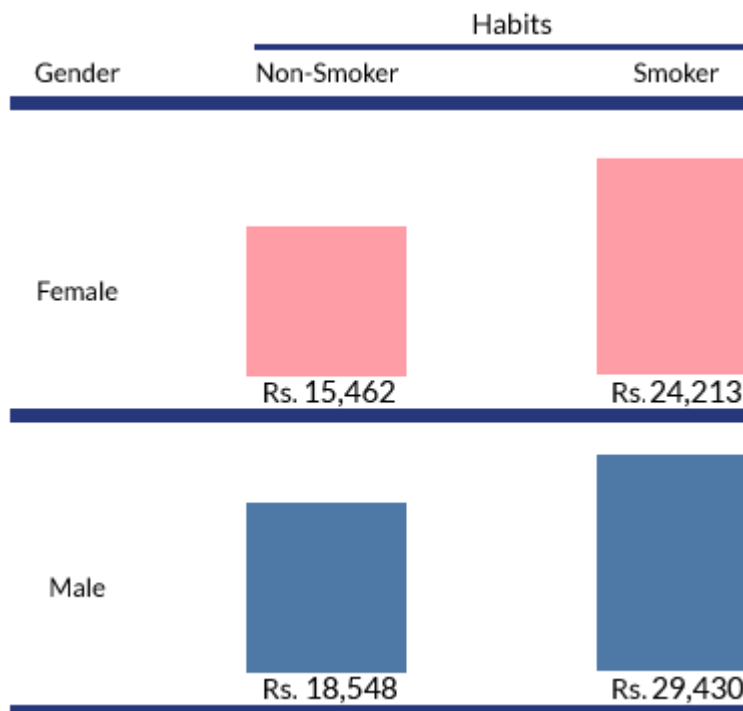 Habits
Gender Non-Smoker Smoker
Female
Rs. 15,462 Rs. 24,213
Male
Rs. 18,548 Rs. 29,430